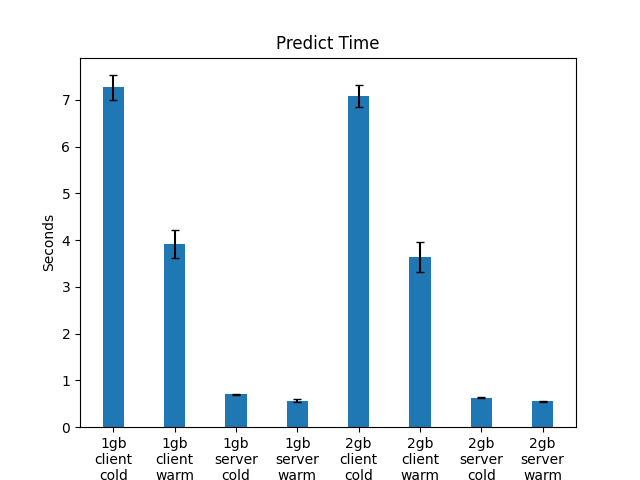 Predict Time
Seconds
7
6
5
4
3
2
1
0
1gb client cold
1gb client warm
1gb server cold
1gb server warm
2gb client cold
2gb client warm
2gb server cold
2gb server warm